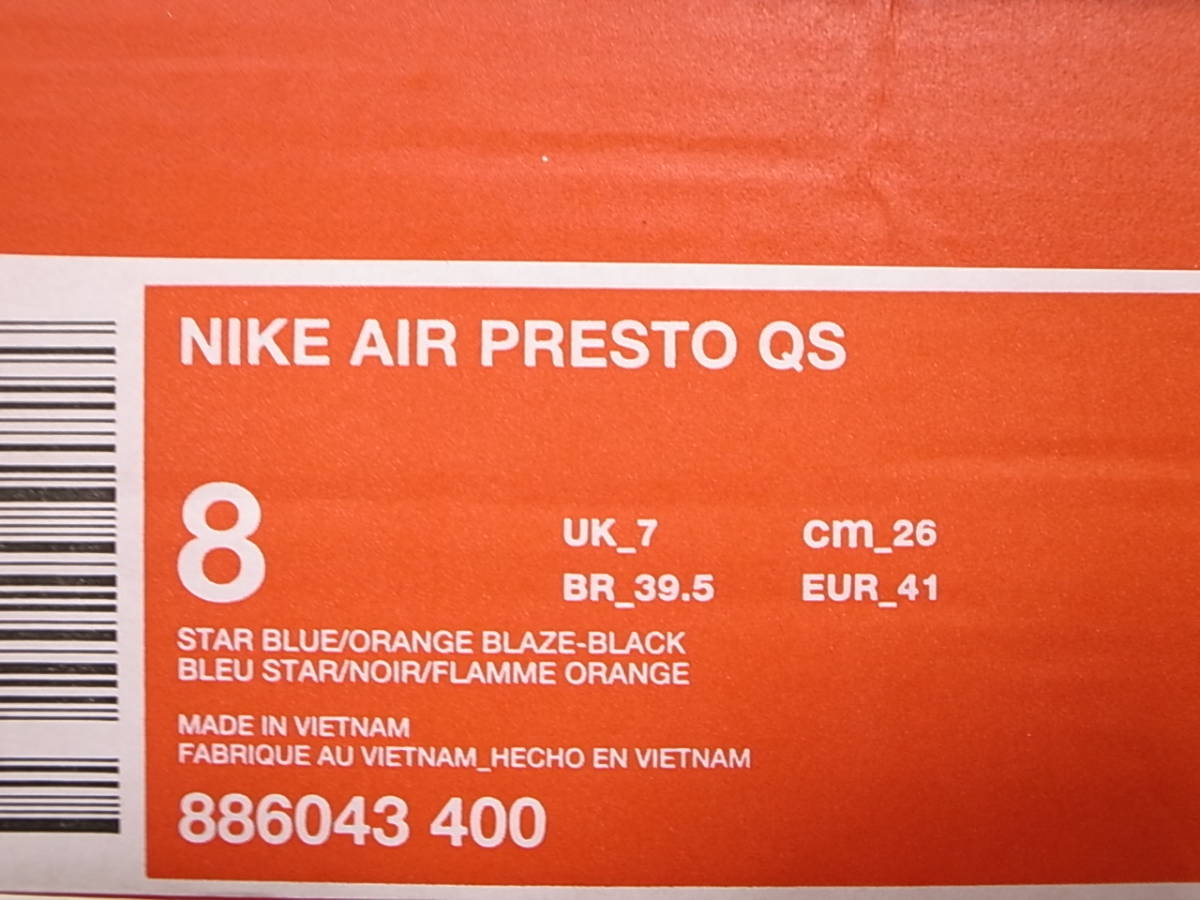 NIKE AIR PRESTO QS
8 UK_7 cm_26
BR_39.5 EUR_41
STAR BLUE/ORANGE BLAZE-BLACK
BLEU STAR/NOIR/FLAMME ORANGE
MADE IN VIETNAM
FABRIQUE AU VIETNAM_HECHO EN VIETNAM
886043 400